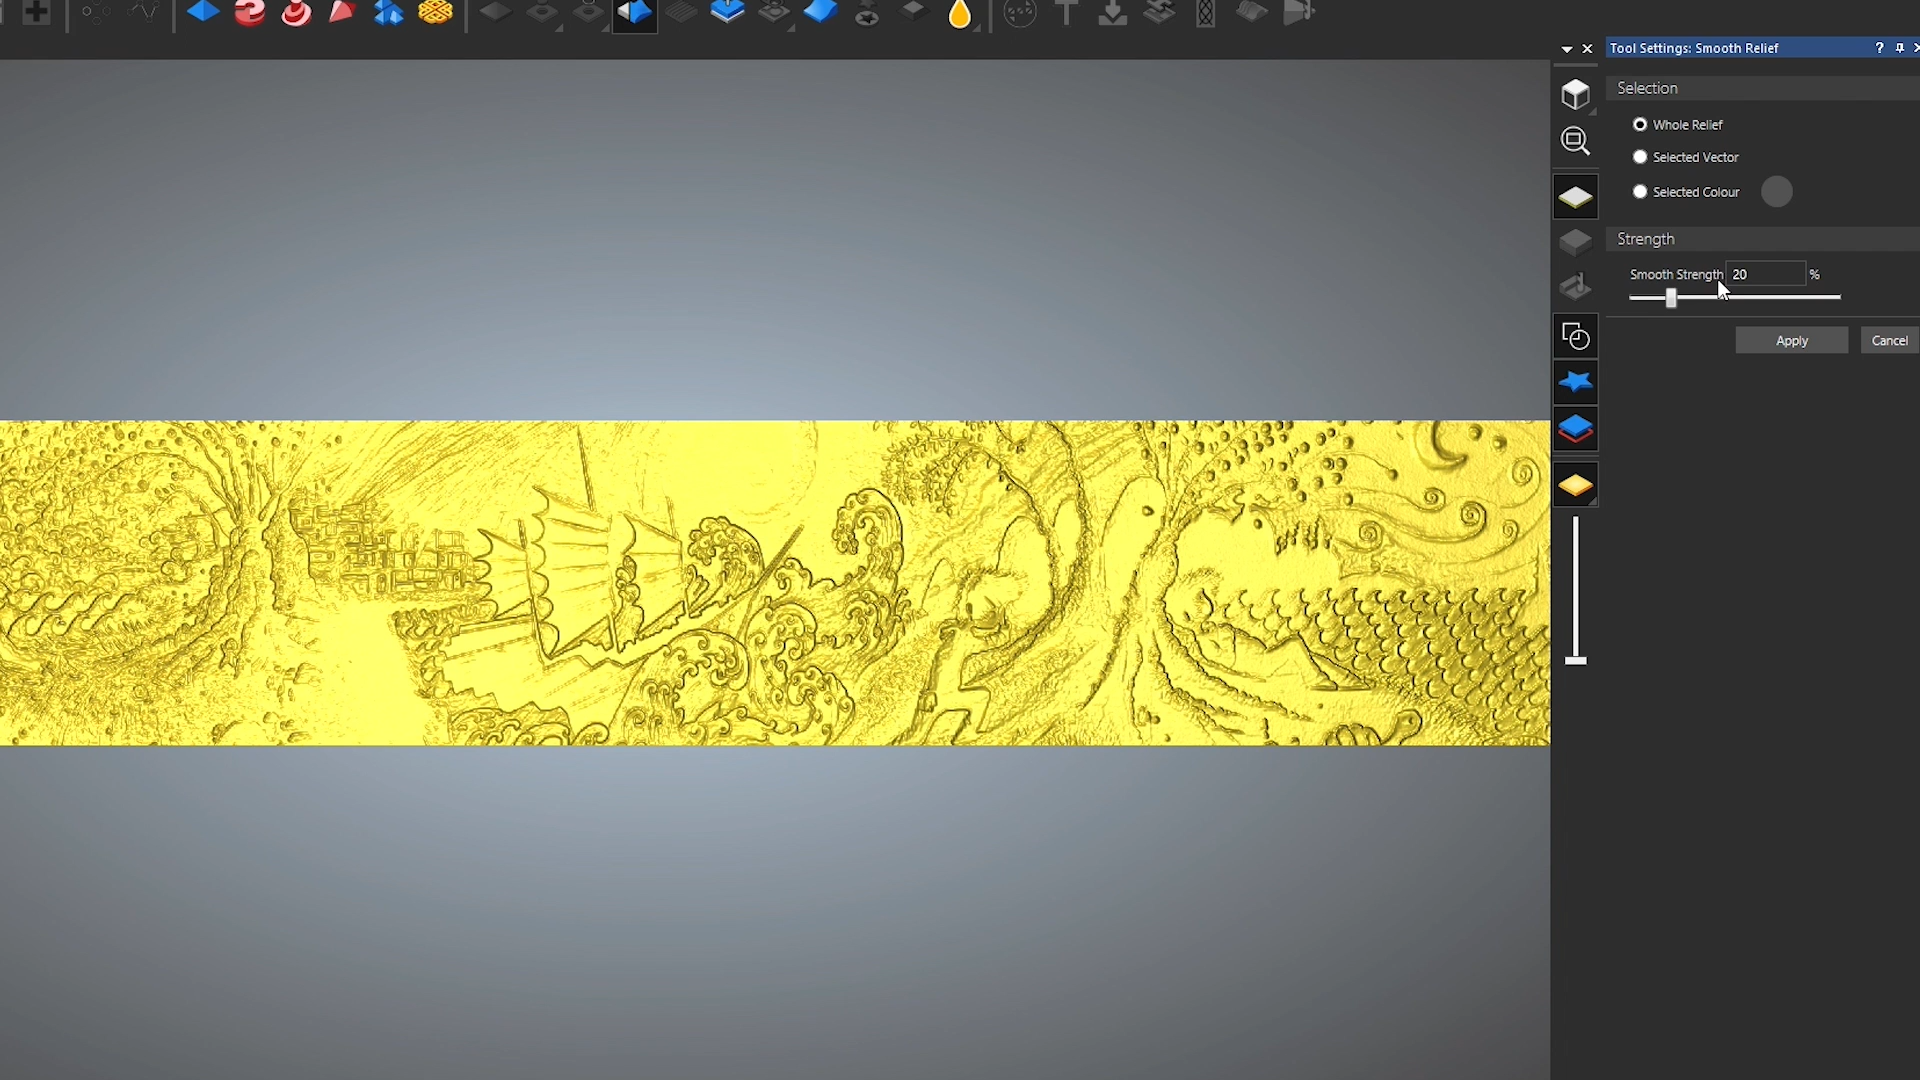 Tool Settings: Smooth Relief ?
Selection
Whole Relief
Selected Vector
Selected Colour
Strength
Smooth Strength 20 %
Apply Cancel